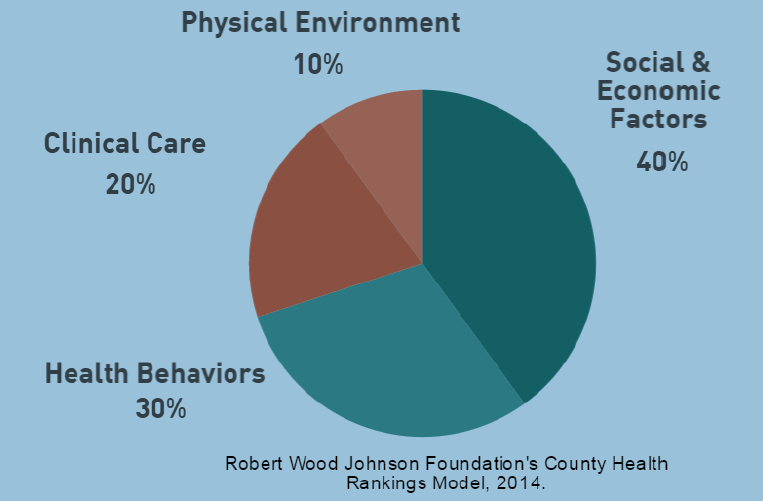 Physical Environment
10%
Social &
Economic
Factors
40%
Clinical Care
20%
Health Behaviors
30%
Robert Wood Johnson Foundation's County Health
Rankings Model, 2014.